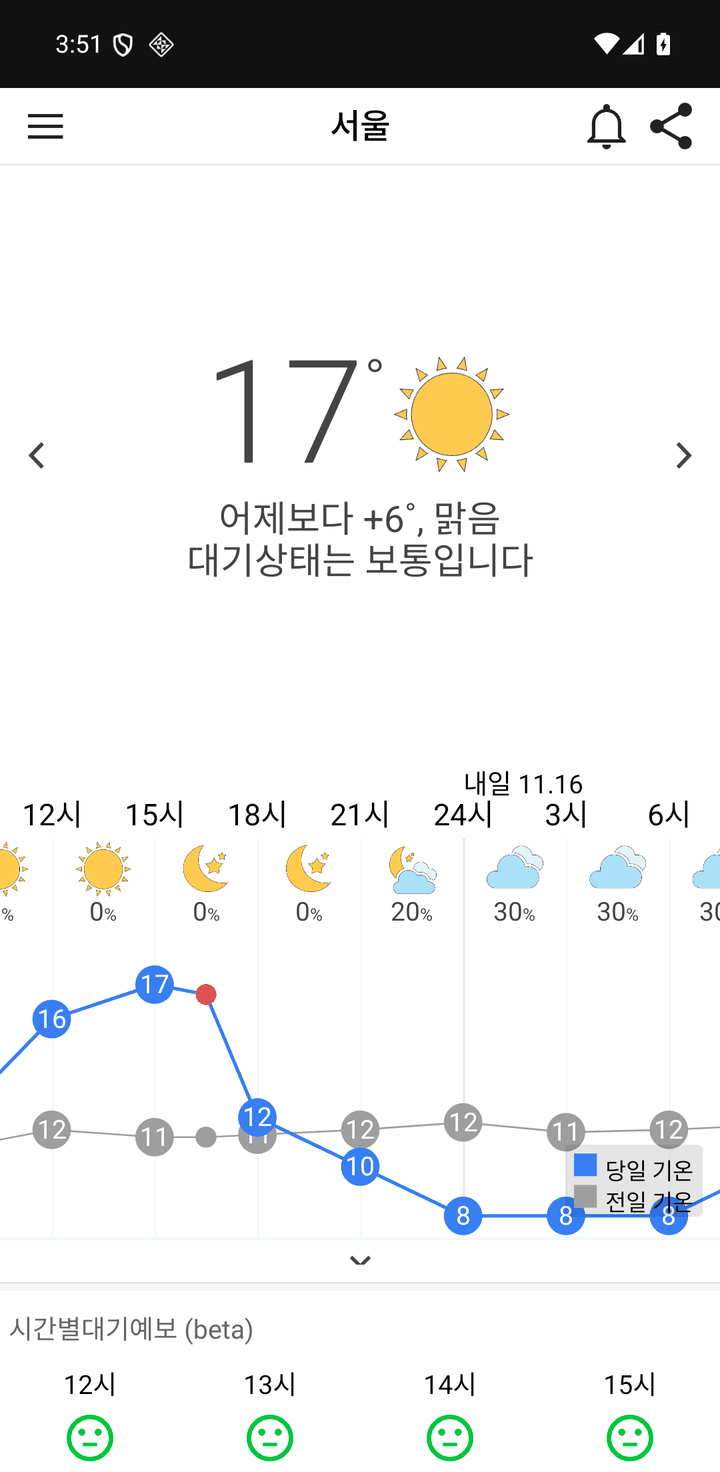 3:51
서울
17°
어제보다 +6°, 맑음
대기상태는 보통입니다
내일 11.16
12시 15시 18시 21시 24시 3시 6시
% 0% 0% 0% 20% 30% 30% 30
16 17 12 10 8 8 8
12 11 11 12 12 11 12
당일 기온
전일 기온
시간별대기예보 (beta)
12시 13시 14시 15시